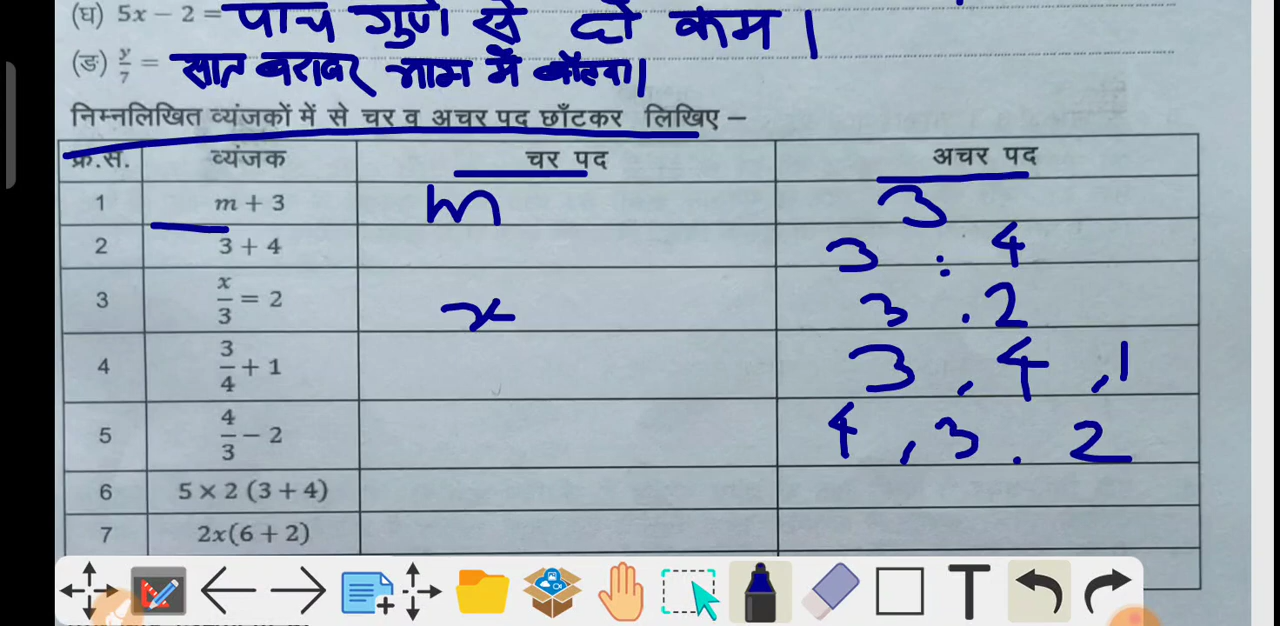 (घ) 5x − 2 = पाँच गुणे से दो कम।
(ङ) y/7 = सात बराबर भाग में
निम्नलिखित व्यंजकों में से चर व अचर पद छाँटकर लिखिए −
क्र.स. व्यंजक चर पद अचर पद
1 m + 3 m 3
2 3 + 4 3 : 4
3 x/3 = 2 x 3 . 2
4 3/4 + 1 3 , 4 , 1
5 4/3 − 2 4 , 3 . 2
6 5 × 2 (3 + 4)
7 2x(6 + 2)
T